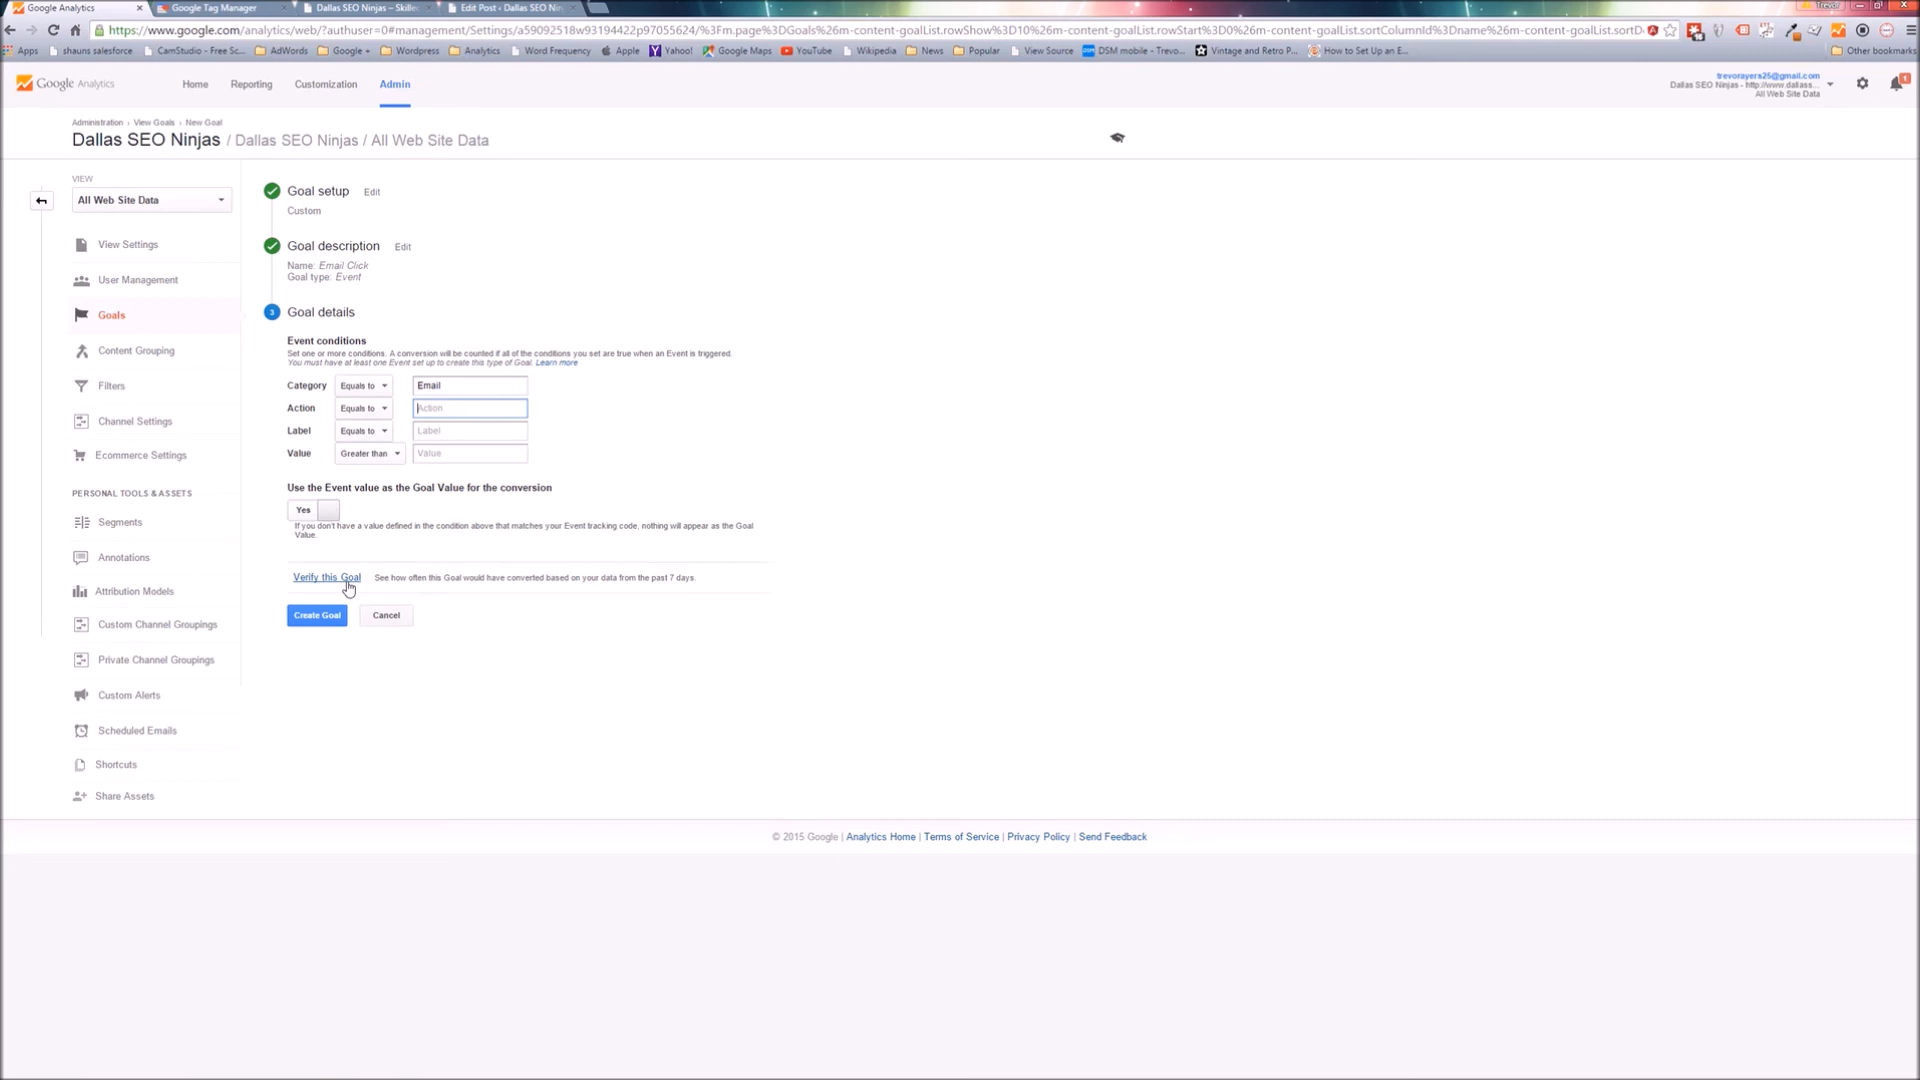 Google Analytics
Google Tag Manager
Dallas SEO Ninjas – Skilled
Edit Post ‹ Dallas SEO Nin
Trevor
https://www.google.com/analytics/web/?authuser=0#management/Settings/a59092518w93194422p97055624/%3Fm.page%3DGoals%26m-content-goalList.rowShow%3D10%26m-content-goalList.rowStart%3D0%26m-content-goalList.sortColumnId%3Dname%26m-content-goalList.sortD
Apps shauns salesforce CamStudio - Free Sc... AdWords Google + Wordpress Analytics Word Frequency Apple Yahoo! Google Maps YouTube Wikipedia News Popular View Source DSM mobile - Trevo... Vintage and Retro P... How to Set Up an E... Other bookmarks
Google Analytics
Home Reporting Customization Admin
trevorayers25@gmail.com
Dallas SEO Ninjas - http://www.dallass...
All Web Site Data
1
Administration › View Goals › New Goal
Dallas SEO Ninjas / Dallas SEO Ninjas / All Web Site Data
VIEW
All Web Site Data
View Settings
User Management
Goals
Content Grouping
Filters
Channel Settings
Ecommerce Settings
PERSONAL TOOLS & ASSETS
Segments
Annotations
Attribution Models
Custom Channel Groupings
Private Channel Groupings
Custom Alerts
Scheduled Emails
Shortcuts
Share Assets
Goal setup Edit
Custom
Goal description Edit
Name: Email Click
Goal type: Event
3 Goal details
Event conditions
Set one or more conditions. A conversion will be counted if all of the conditions you set are true when an Event is triggered.
You must have at least one Event set up to create this type of Goal. Learn more
Category Equals to Email
Action Equals to Action
Label Equals to Label
Value Greater than Value
Use the Event value as the Goal Value for the conversion
Yes
If you don't have a value defined in the condition above that matches your Event tracking code, nothing will appear as the Goal
Value.
Verify this Goal See how often this Goal would have converted based on your data from the past 7 days.
Create Goal Cancel
© 2015 Google | Analytics Home | Terms of Service | Privacy Policy | Send Feedback